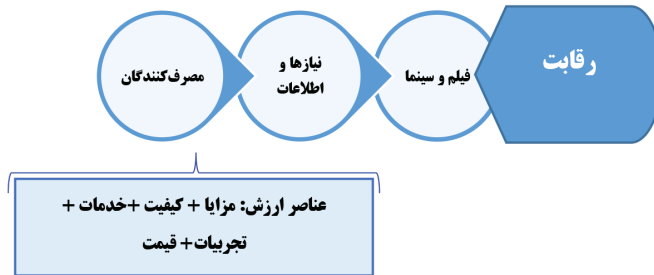 رقابت
فیلم و سینما
نیازها و
اطلاعات
مصرف‌کنندگان
عناصر ارزش: مزایا + کیفیت +خدمات +
تجربیات+ قیمت